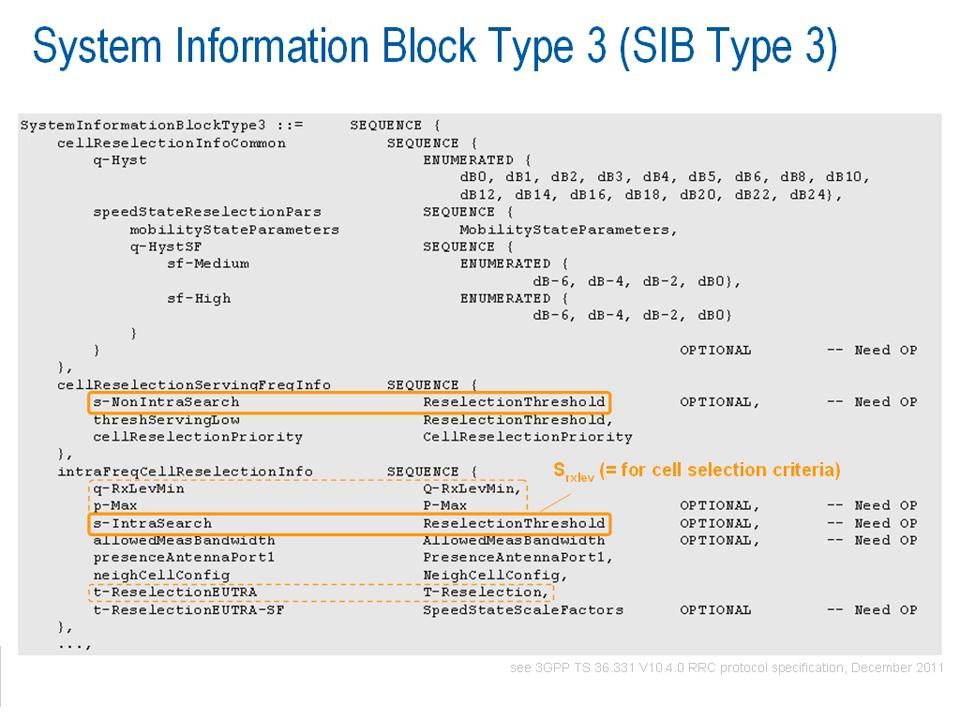 System Information Block Type 3 (SIB Type 3)
SystemInformationBlockType3 ::= SEQUENCE {
cellReselectionInfoCommon SEQUENCE {
q-Hyst ENUMERATED {
dB0, dB1, dB2, dB3, dB4, dB5, dB6, dB8, dB10,
dB12, dB14, dB16, dB18, dB20, dB22, dB24},
speedStateReselectionPars SEQUENCE {
mobilityStateParameters MobilityStateParameters,
q-HystSF SEQUENCE {
sf-Medium ENUMERATED {
dB-6, dB-4, dB-2, dB0},
sf-High ENUMERATED {
dB-6, dB-4, dB-2, dB0}
}
} OPTIONAL -- Need OP
},
cellReselectionServingFreqInfo SEQUENCE {
s-NonIntraSearch ReselectionThreshold OPTIONAL, -- Need OP
threshServingLow ReselectionThreshold,
cellReselectionPriority CellReselectionPriority
},
intraFreqCellReselectionInfo SEQUENCE {
Srxlev (= for cell selection criteria)
q-RxLevMin Q-RxLevMin,
p-Max P-Max OPTIONAL, -- Need OP
s-IntraSearch ReselectionThreshold OPTIONAL, -- Need OP
allowedMeasBandwidth AllowedMeasBandwidth OPTIONAL, -- Need OP
presenceAntennaPort1 PresenceAntennaPort1,
neighCellConfig NeighCellConfig,
t-ReselectionEUTRA T-Reselection,
t-ReselectionEUTRA-SF SpeedStateScaleFactors OPTIONAL -- Need OP
},
...,
see 3GPP TS 36.331 V10.4.0 RRC protocol specification, December 2011